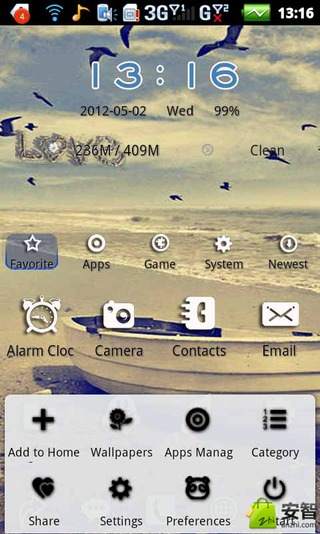 4 3G G 13:16
13:16
2012-05-02 Wed 99%
LOVE
236M / 409M Clean
Favorite Apps Game System Newest
Alarm Cloc Camera Contacts Email
Add to Home Wallpapers Apps Manag Category
Share Settings Preferences
安智
anzhi.com